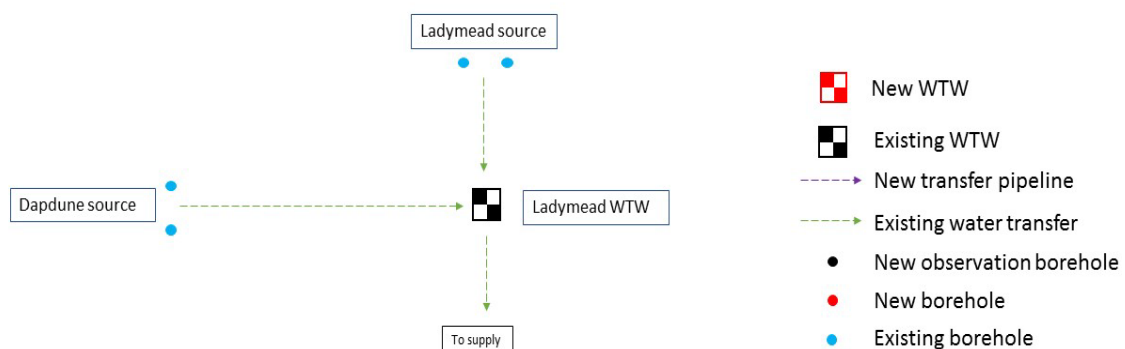 Ladymead source
Dapdune source
Ladymead WTW
To supply
New WTW
Existing WTW
New transfer pipeline
Existing water transfer
New observation borehole
New borehole
Existing borehole